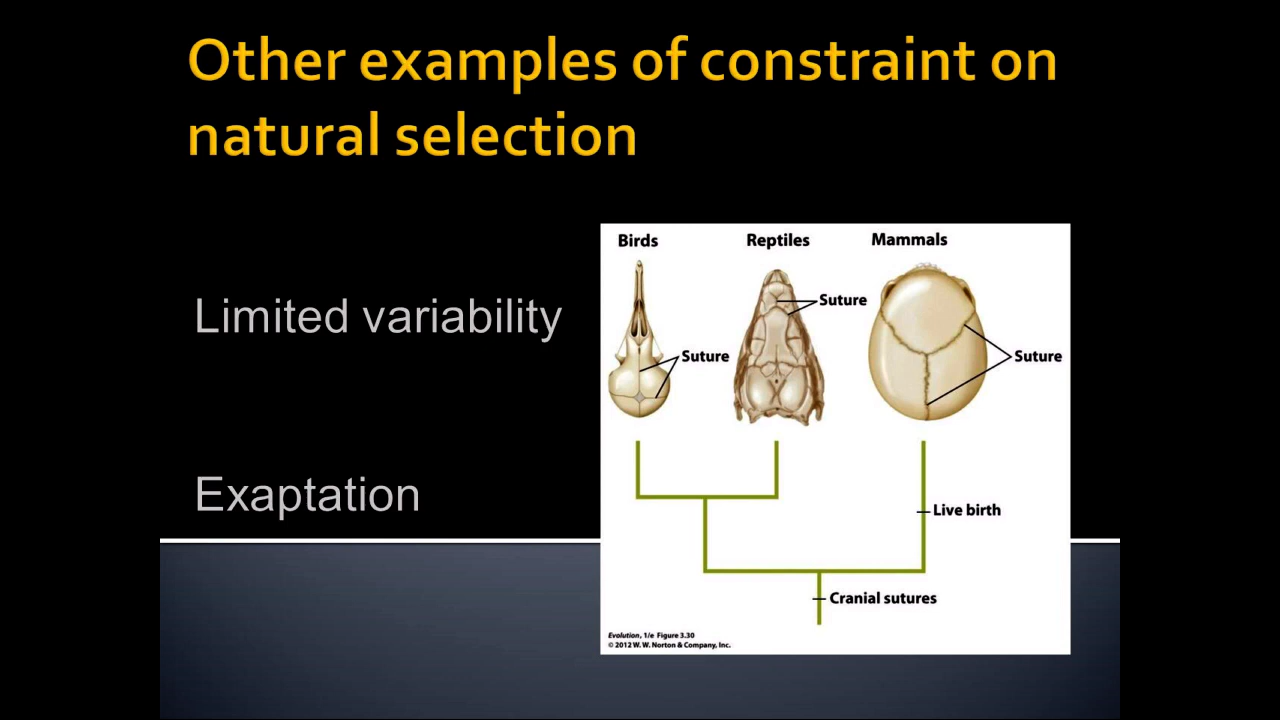 Other examples of constraint on
natural selection
Limited variability
Exaptation
Birds
Reptiles
Mammals
Suture
Suture
Suture
Live birth
Cranial sutures
Evolution, 1/e Figure 3.30
© 2012 W. W. Norton & Company, Inc.